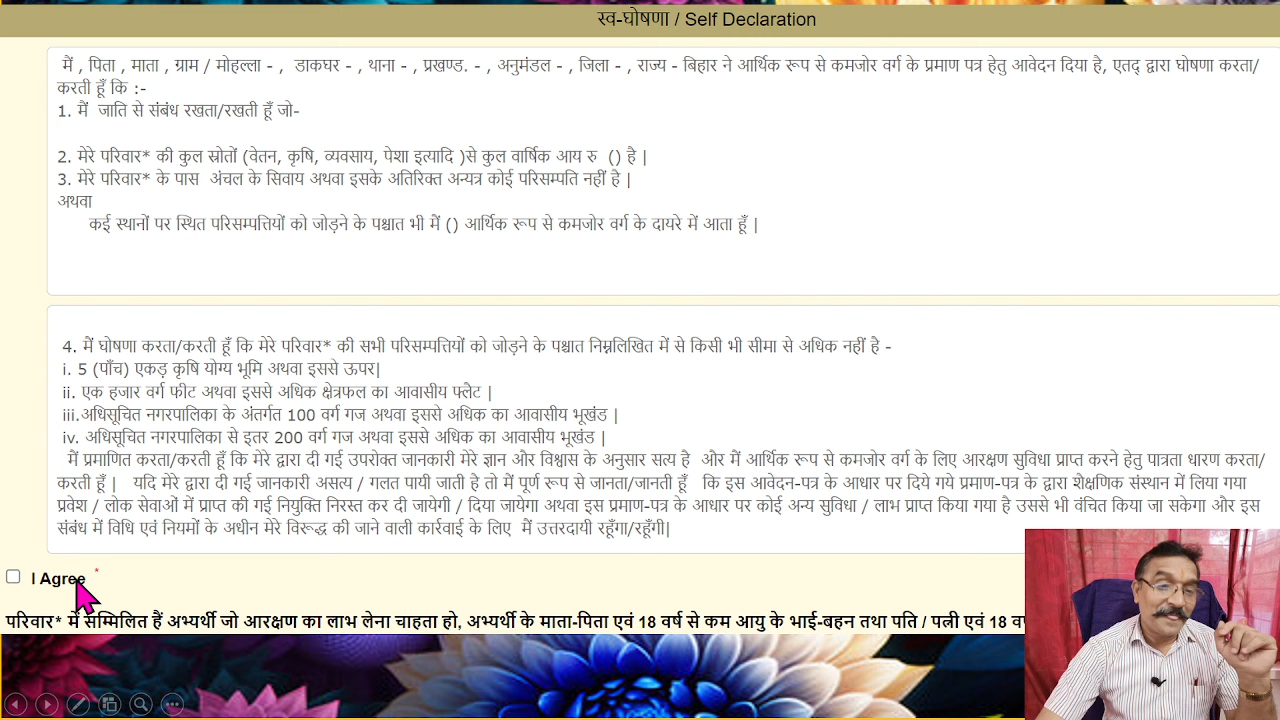 स्व-घोषणा / Self Declaration
मैं , पिता , माता , ग्राम / मोहल्ला - , डाकघर - , थाना - , प्रखण्ड. - , अनुमंडल - , जिला - , राज्य - बिहार ने आर्थिक रूप से कमजोर वर्ग के प्रमाण पत्र हेतु आवेदन दिया है, एतद् द्वारा घोषणा करता/
करती हूँ कि :-
1. मैं जाति से संबंध रखता/रखती हूँ जो-
2. मेरे परिवार* की कुल स्रोतों (वेतन, कृषि, व्यवसाय, पेशा इत्यादि )से कुल वार्षिक आय रु () है |
3. मेरे परिवार* के पास अंचल के सिवाय अथवा इसके अतिरिक्त अन्यत्र कोई परिसम्पति नहीं है |
अथवा
कई स्थानों पर स्थित परिसम्पत्तियों को जोड़ने के पश्चात भी मैं () आर्थिक रूप से कमजोर वर्ग के दायरे में आता हूँ |
4. मैं घोषणा करता/करती हूँ कि मेरे परिवार* की सभी परिसम्पत्तियों को जोड़ने के पश्चात निम्नलिखित में से किसी भी सीमा से अधिक नहीं है -
i. 5 (पाँच) एकड़ कृषि योग्य भूमि अथवा इससे ऊपर|
ii. एक हजार वर्ग फीट अथवा इससे अधिक क्षेत्रफल का आवासीय फ्लैट |
iii.अधिसूचित नगरपालिका के अंतर्गत 100 वर्ग गज अथवा इससे अधिक का आवासीय भूखंड |
iv. अधिसूचित नगरपालिका से इतर 200 वर्ग गज अथवा इससे अधिक का आवासीय भूखंड |
मैं प्रमाणित करता/करती हूँ कि मेरे द्वारा दी गई उपरोक्त जानकारी मेरे ज्ञान और विश्वास के अनुसार सत्य है और मैं आर्थिक रूप से कमजोर वर्ग के लिए आरक्षण सुविधा प्राप्त करने हेतु पात्रता धारण करता/
करती हूँ | यदि मेरे द्वारा दी गई जानकारी असत्य / गलत पायी जाती है तो में पूर्ण रूप से जानता/जानती हूँ कि इस आवेदन-पत्र के आधार पर दिये गये प्रमाण-पत्र के द्वारा शैक्षणिक संस्थान में लिया गया
प्रवेश / लोक सेवाओं में प्राप्त की गई नियुक्ति निरस्त कर दी जायेगी / दिया जायेगा अथवा इस प्रमाण-पत्र के आधार पर कोई अन्य सुविधा / लाभ प्राप्त किया गया है उससे भी वंचित किया जा सकेगा और इस
संबंध में विधि एवं नियमों के अधीन मेरे विरूद्ध की जाने वाली कार्रवाई के लिए में उत्तरदायी रहूँगा/रहूँगी|
I Agree *
परिवार* में सम्मिलित हैं अभ्यर्थी जो आरक्षण का लाभ लेना चाहता हो, अभ्यर्थी के माता-पिता एवं 18 वर्ष से कम आयु के भाई-बहन तथा पति / पत्नी एवं 18